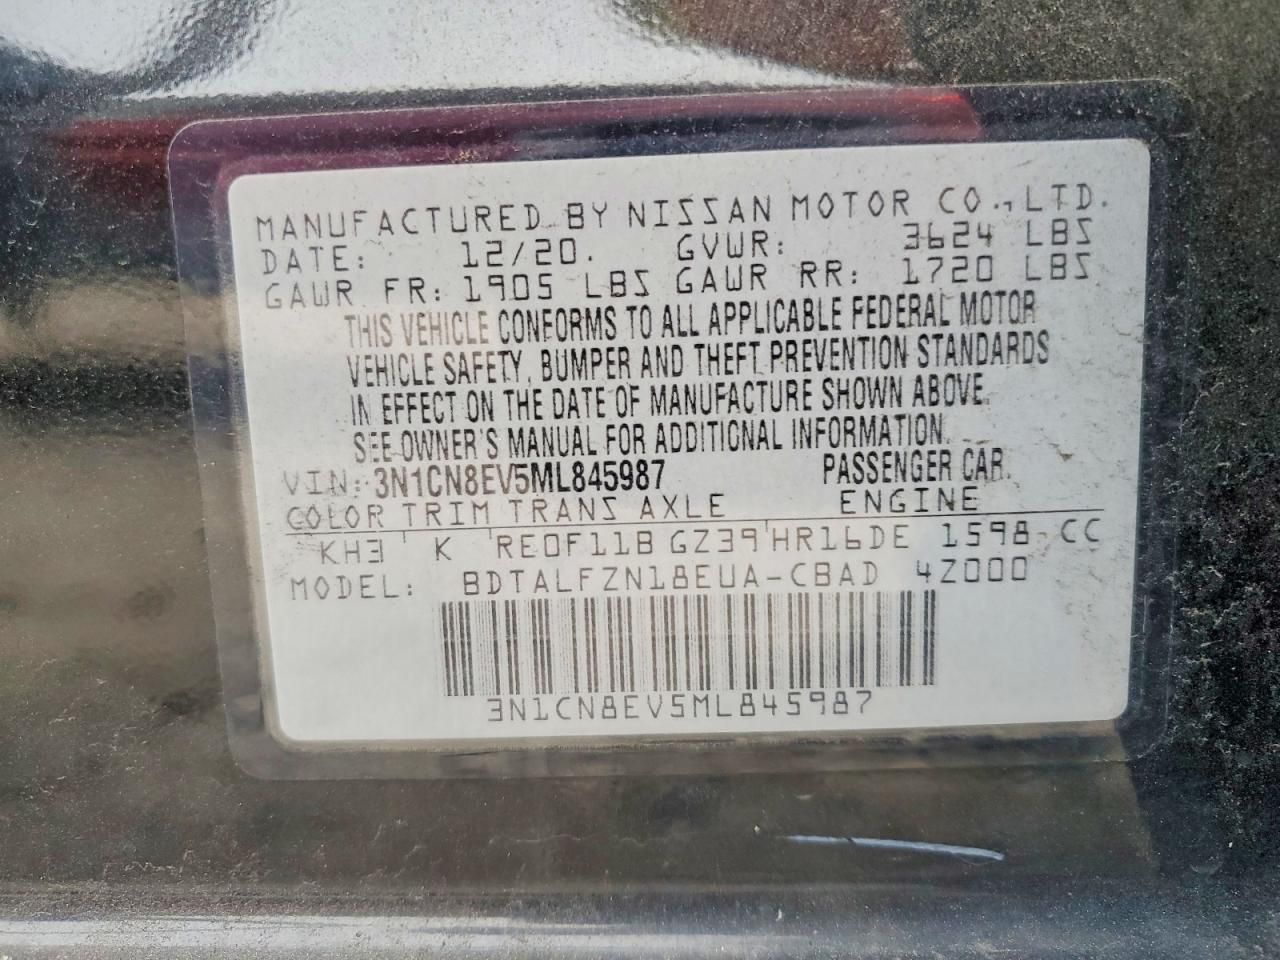 MANUFACTURED BY NISSAN MOTOR CO., LTD.
DATE: 12/20. GVWR: 3624 LBS
GAWR FR: 1905 LBS GAWR RR: 1720 LBS
THIS VEHICLE CONFORMS TO ALL APPLICABLE FEDERAL MOTOR
VEHICLE SAFETY, BUMPER AND THEFT PREVENTION STANDARDS
IN EFFECT ON THE DATE OF MANUFACTURE SHOWN ABOVE.
SEE OWNER'S MANUAL FOR ADDITIONAL INFORMATION.
VIN: 3N1CN8EV5ML845987 PASSENGER CAR.
COLOR TRIM TRANS AXLE ENGINE
KH3 K RE0F11B GZ39 HR16DE 1598 CC
MODEL: BDTALFZN18EUA-CBAD 4Z000
3N1CN8EV5ML845987